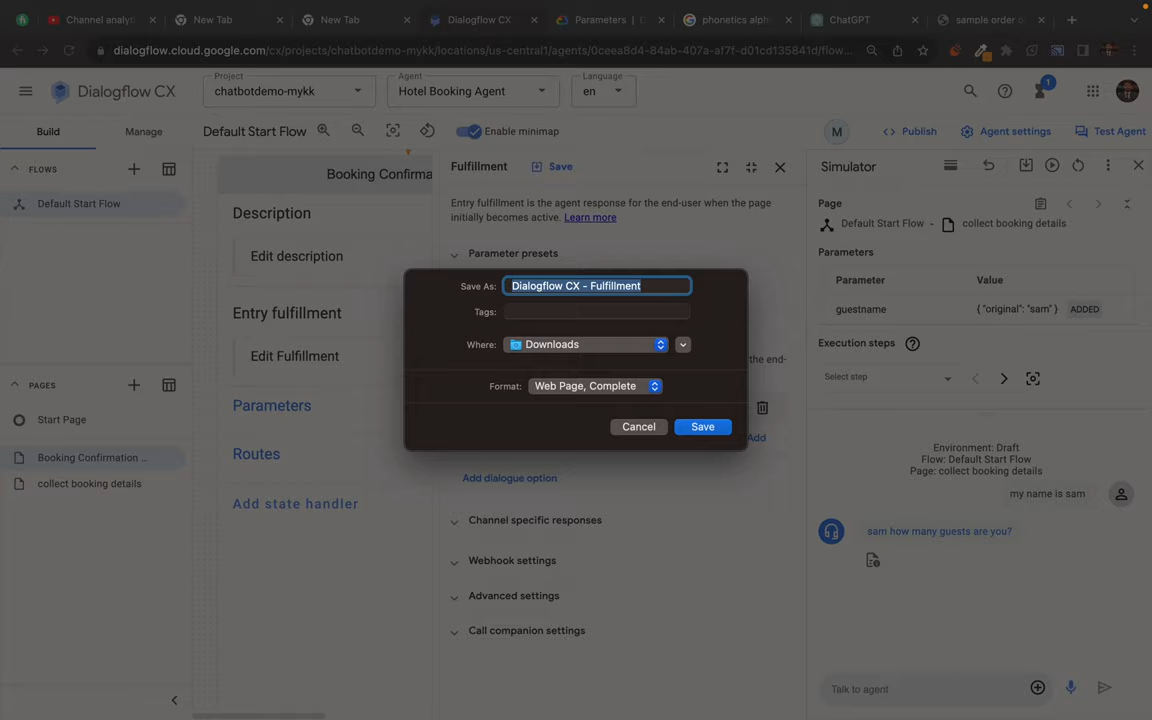 Channel analyti
New Tab
New Tab
Dialogflow CX
Parameters | D
phonetics alph
ChatGPT
sample order o
dialogflow.cloud.google.com/cx/projects/chatbotdemo-mykk/locations/us-central1/agents/0ceea8d4-84ab-407a-af7f-d01cd135841d/flow...
Dialogflow CX
Project
chatbotdemo-mykk
Agent
Hotel Booking Agent
Language
en
1
Build
Manage
Default Start Flow
Enable minimap
M
Publish
Agent settings
Test Agent
FLOWS
Default Start Flow
PAGES
Start Page
Booking Confirmation ...
collect booking details
Booking Confirma
Description
Edit description
Entry fulfillment
Edit Fulfillment
Parameters
Routes
Add state handler
Fulfillment
Save
Entry fulfillment is the agent response for the end-user when the page
initially becomes active. Learn more
Parameter presets
Save As:
Dialogflow CX - Fulfillment
Tags:
Where:
Downloads
Format:
Web Page, Complete
Cancel
Save
the end-
Add
Add dialogue option
Channel specific responses
Webhook settings
Advanced settings
Call companion settings
Simulator
Page
Default Start Flow -
collect booking details
Parameters
Parameter
Value
guestname
{ "original": "sam" }
ADDED
Execution steps
Select step
Environment: Draft
Flow: Default Start Flow
Page: collect booking details
my name is sam
sam how many guests are you?
Talk to agent